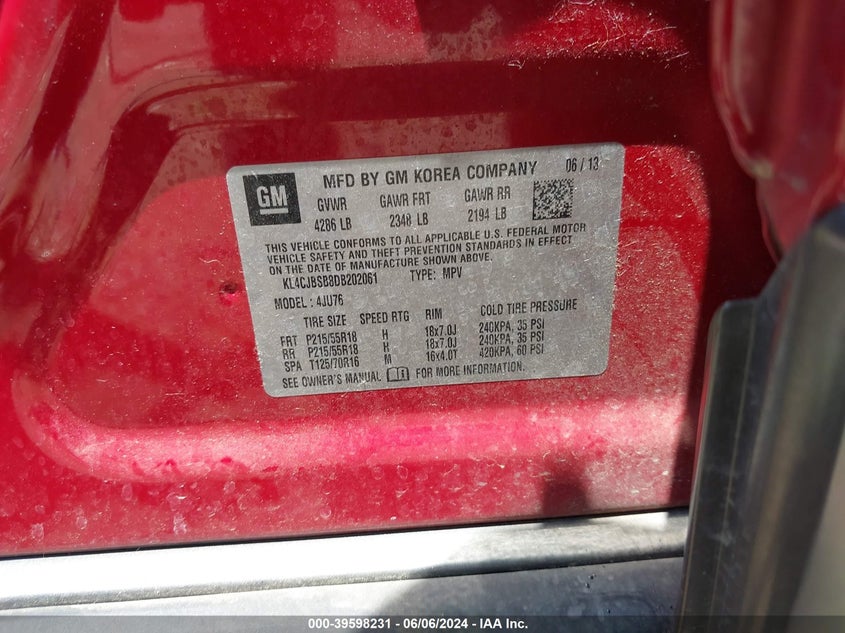 GM
MFD BY GM KOREA COMPANY 06 / 13
GVWR GAWR FRT GAWR RR
4286 LB 2348 LB 2194 LB
THIS VEHICLE CONFORMS TO ALL APPLICABLE U.S. FEDERAL MOTOR
VEHICLE SAFETY AND THEFT PREVENTION STANDARDS IN EFFECT
ON THE DATE OF MANUFACTURE SHOWN ABOVE.
KL4CJBSB8DB202061 TYPE: MPV
MODEL : 4JU76
TIRE SIZE SPEED RTG RIM COLD TIRE PRESSURE
FRT P215/55R18 H 18x7.0J 240KPA, 35 PSI
RR P215/55R18 H 18x7.0J 240KPA, 35 PSI
SPA T125/70R16 M 16x4.0T 420KPA, 60 PSI
SEE OWNER'S MANUAL FOR MORE INFORMATION.
000-39598231 - 06/06/2024 - IAA Inc.